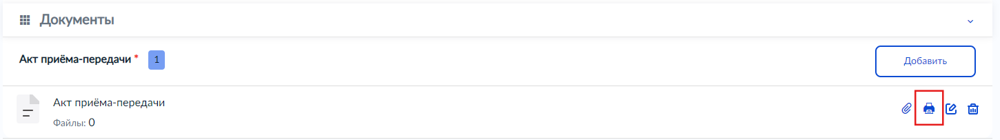 Документы
Акт приёма-передачи * 1
Добавить
Акт приёма-передачи
Файлы: 0